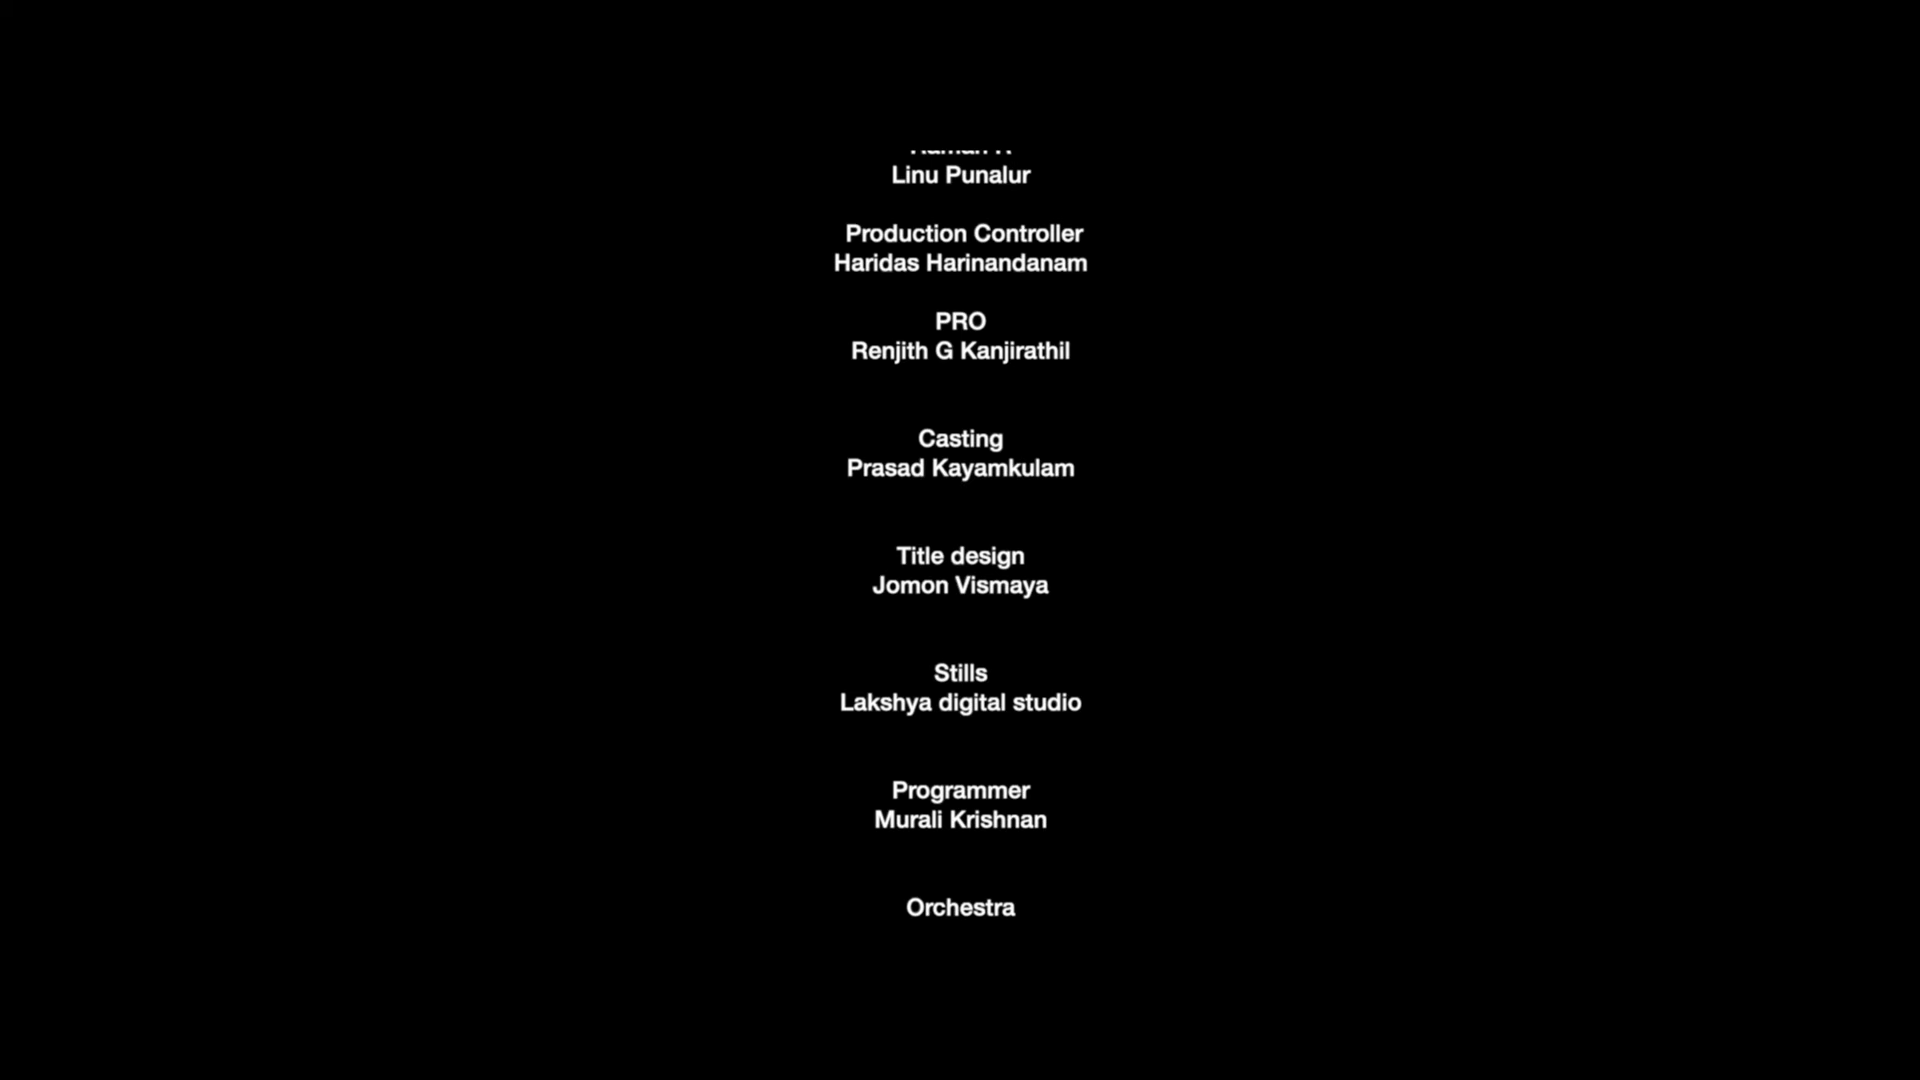 Linu Punalur
Production Controller
Haridas Harinandanam
PRO
Renjith G Kanjirathil
Casting
Prasad Kayamkulam
Title design
Jomon Vismaya
Stills
Lakshya digital studio
Programmer
Murali Krishnan
Orchestra